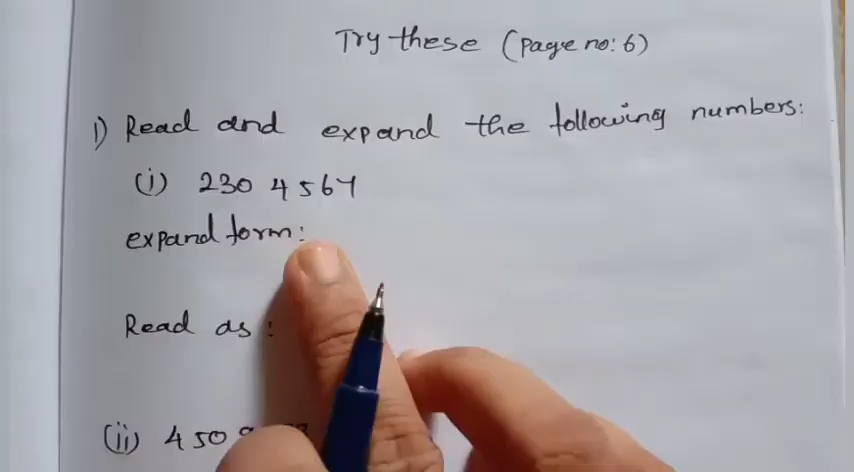 Try these (page no: 6)
1) Read and expand the following numbers:
(i) 230 4567
expand form:
Read as :
(ii) 450